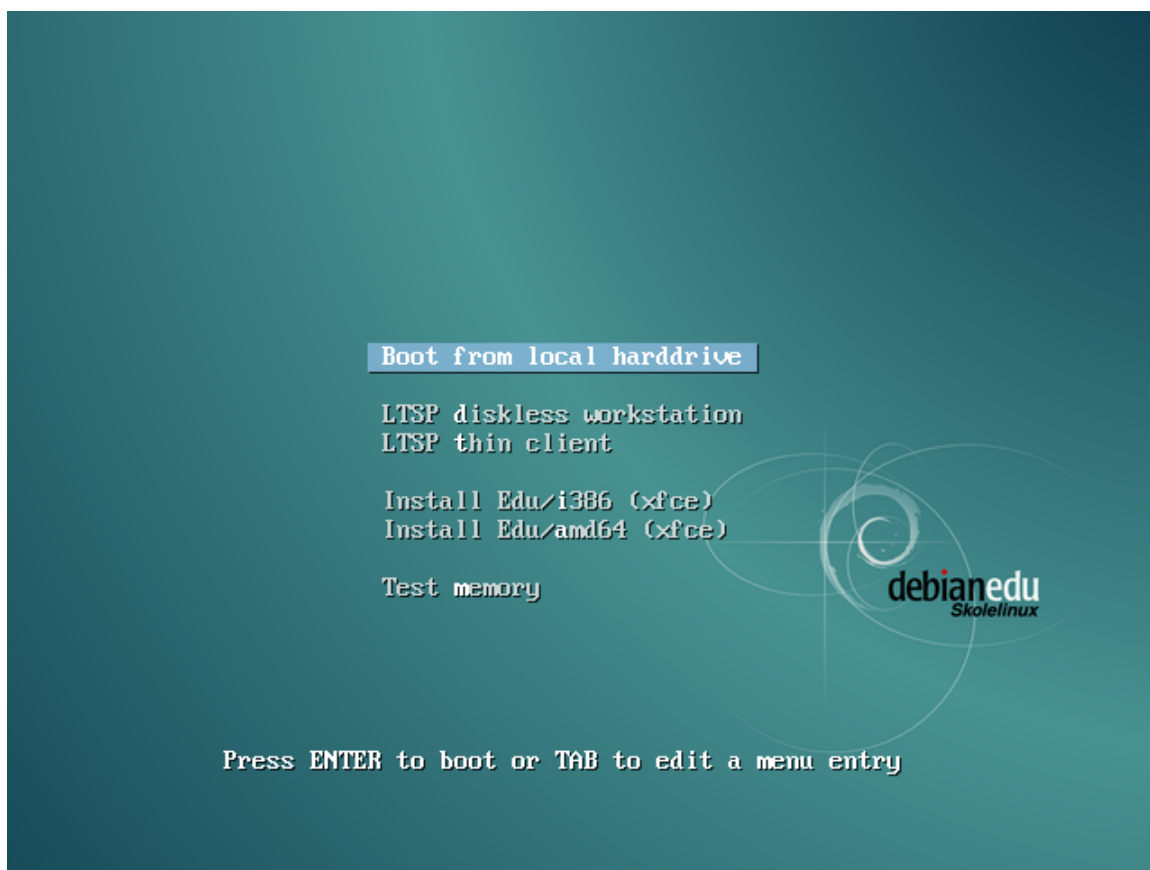 Boot from local harddrive
LTSP diskless workstation
LTSP thin client
Install Edu/i386 (xfce)
Install Edu/amd64 (xfce)
Test memory
debianedu
Skolelinux
Press ENTER to boot or TAB to edit a menu entry